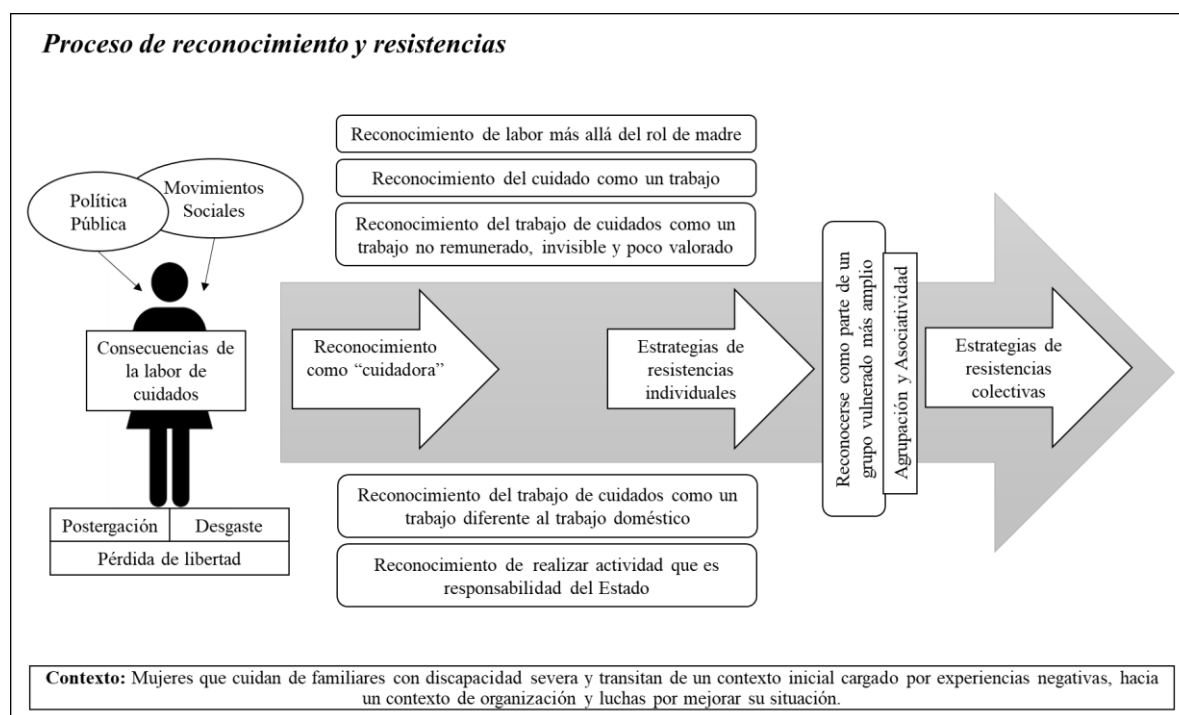 Proceso de reconocimiento y resistencias
Política
Pública
Movimientos
Sociales
Consecuencias de
la labor de
cuidados
Postergación
Desgaste
Pérdida de libertad
Reconocimiento de labor más allá del rol de madre
Reconocimiento del cuidado como un trabajo
Reconocimiento del trabajo de cuidados como un
trabajo no remunerado, invisible y poco valorado
Reconocimiento
como “cuidadora”
Estrategias de
resistencias
individuales
Reconocerse como parte de un
grupo vulnerado más amplio
Agrupación y Asociatividad
Estrategias de
resistencias
colectivas
Reconocimiento del trabajo de cuidados como un
trabajo diferente al trabajo doméstico
Reconocimiento de realizar actividad que es
responsabilidad del Estado
Contexto: Mujeres que cuidan de familiares con discapacidad severa y transitan de un contexto inicial cargado por experiencias negativas, hacia
un contexto de organización y luchas por mejorar su situación.